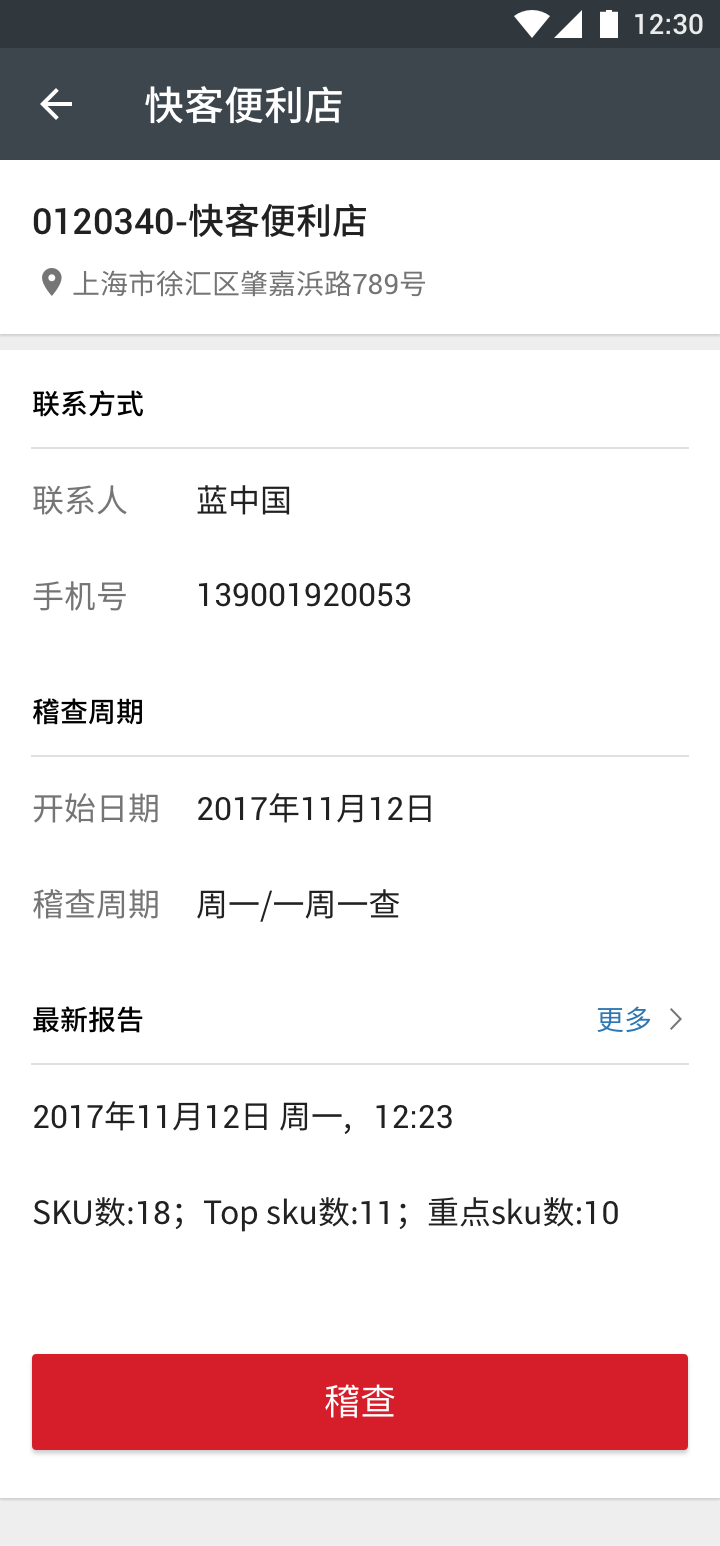 12:30
快客便利店
0120340-快客便利店
上海市徐汇区肇嘉浜路789号
联系方式
联系人 蓝中国
手机号 139001920053
稽查周期
开始日期 2017年11月12日
稽查周期 周一/一周一查
最新报告 更多
2017年11月12日 周一，12:23
SKU数:18；Top sku数:11；重点sku数:10
稽查